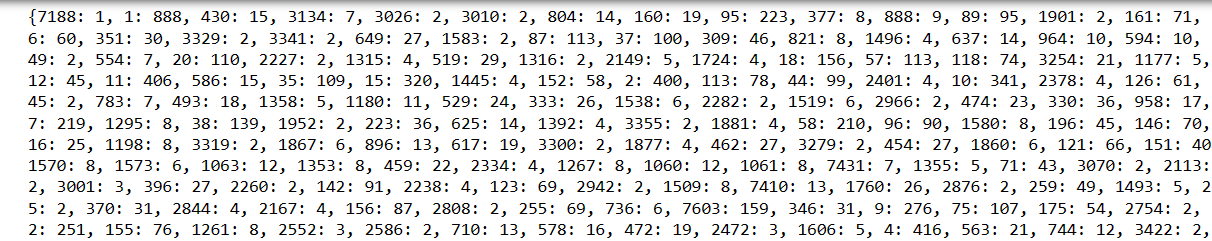 {7188: 1, 1: 888, 430: 15, 3134: 7, 3026: 2, 3010: 2, 804: 14, 160: 19, 95: 223, 377: 8, 888: 9, 89: 95, 1901: 2, 161: 71,
6: 60, 351: 30, 3329: 2, 3341: 2, 649: 27, 1583: 2, 87: 113, 37: 100, 309: 46, 821: 8, 1496: 4, 637: 14, 964: 10, 594: 10,
49: 2, 554: 7, 20: 110, 2227: 2, 1315: 4, 519: 29, 1316: 2, 2149: 5, 1724: 4, 18: 156, 57: 113, 118: 74, 3254: 21, 1177: 5,
12: 45, 11: 406, 586: 15, 35: 109, 15: 320, 1445: 4, 152: 58, 2: 400, 113: 78, 44: 99, 2401: 4, 10: 341, 2378: 4, 126: 61,
45: 2, 783: 7, 493: 18, 1358: 5, 1180: 11, 529: 24, 333: 26, 1538: 6, 2282: 2, 1519: 6, 2966: 2, 474: 23, 330: 36, 958: 17,
7: 219, 1295: 8, 38: 139, 1952: 2, 223: 36, 625: 14, 1392: 4, 3355: 2, 1881: 4, 58: 210, 96: 90, 1580: 8, 196: 45, 146: 70,
16: 25, 1198: 8, 3319: 2, 1867: 6, 896: 13, 617: 19, 3300: 2, 1877: 4, 462: 27, 3279: 2, 454: 27, 1860: 6, 121: 66, 151: 40
1570: 8, 1573: 6, 1063: 12, 1353: 8, 459: 22, 2334: 4, 1267: 8, 1060: 12, 1061: 8, 7431: 7, 1355: 5, 71: 43, 3070: 2, 2113:
2, 3001: 3, 396: 27, 2260: 2, 142: 91, 2238: 4, 123: 69, 2942: 2, 1509: 8, 7410: 13, 1760: 26, 2876: 2, 259: 49, 1493: 5, 2
5: 2, 370: 31, 2844: 4, 2167: 4, 156: 87, 2808: 2, 255: 69, 736: 6, 7603: 159, 346: 31, 9: 276, 75: 107, 175: 54, 2754: 2,
2: 251, 155: 76, 1261: 8, 2552: 3, 2586: 2, 710: 13, 578: 16, 472: 19, 2472: 3, 1606: 5, 4: 416, 563: 21, 744: 12, 3422: 2,